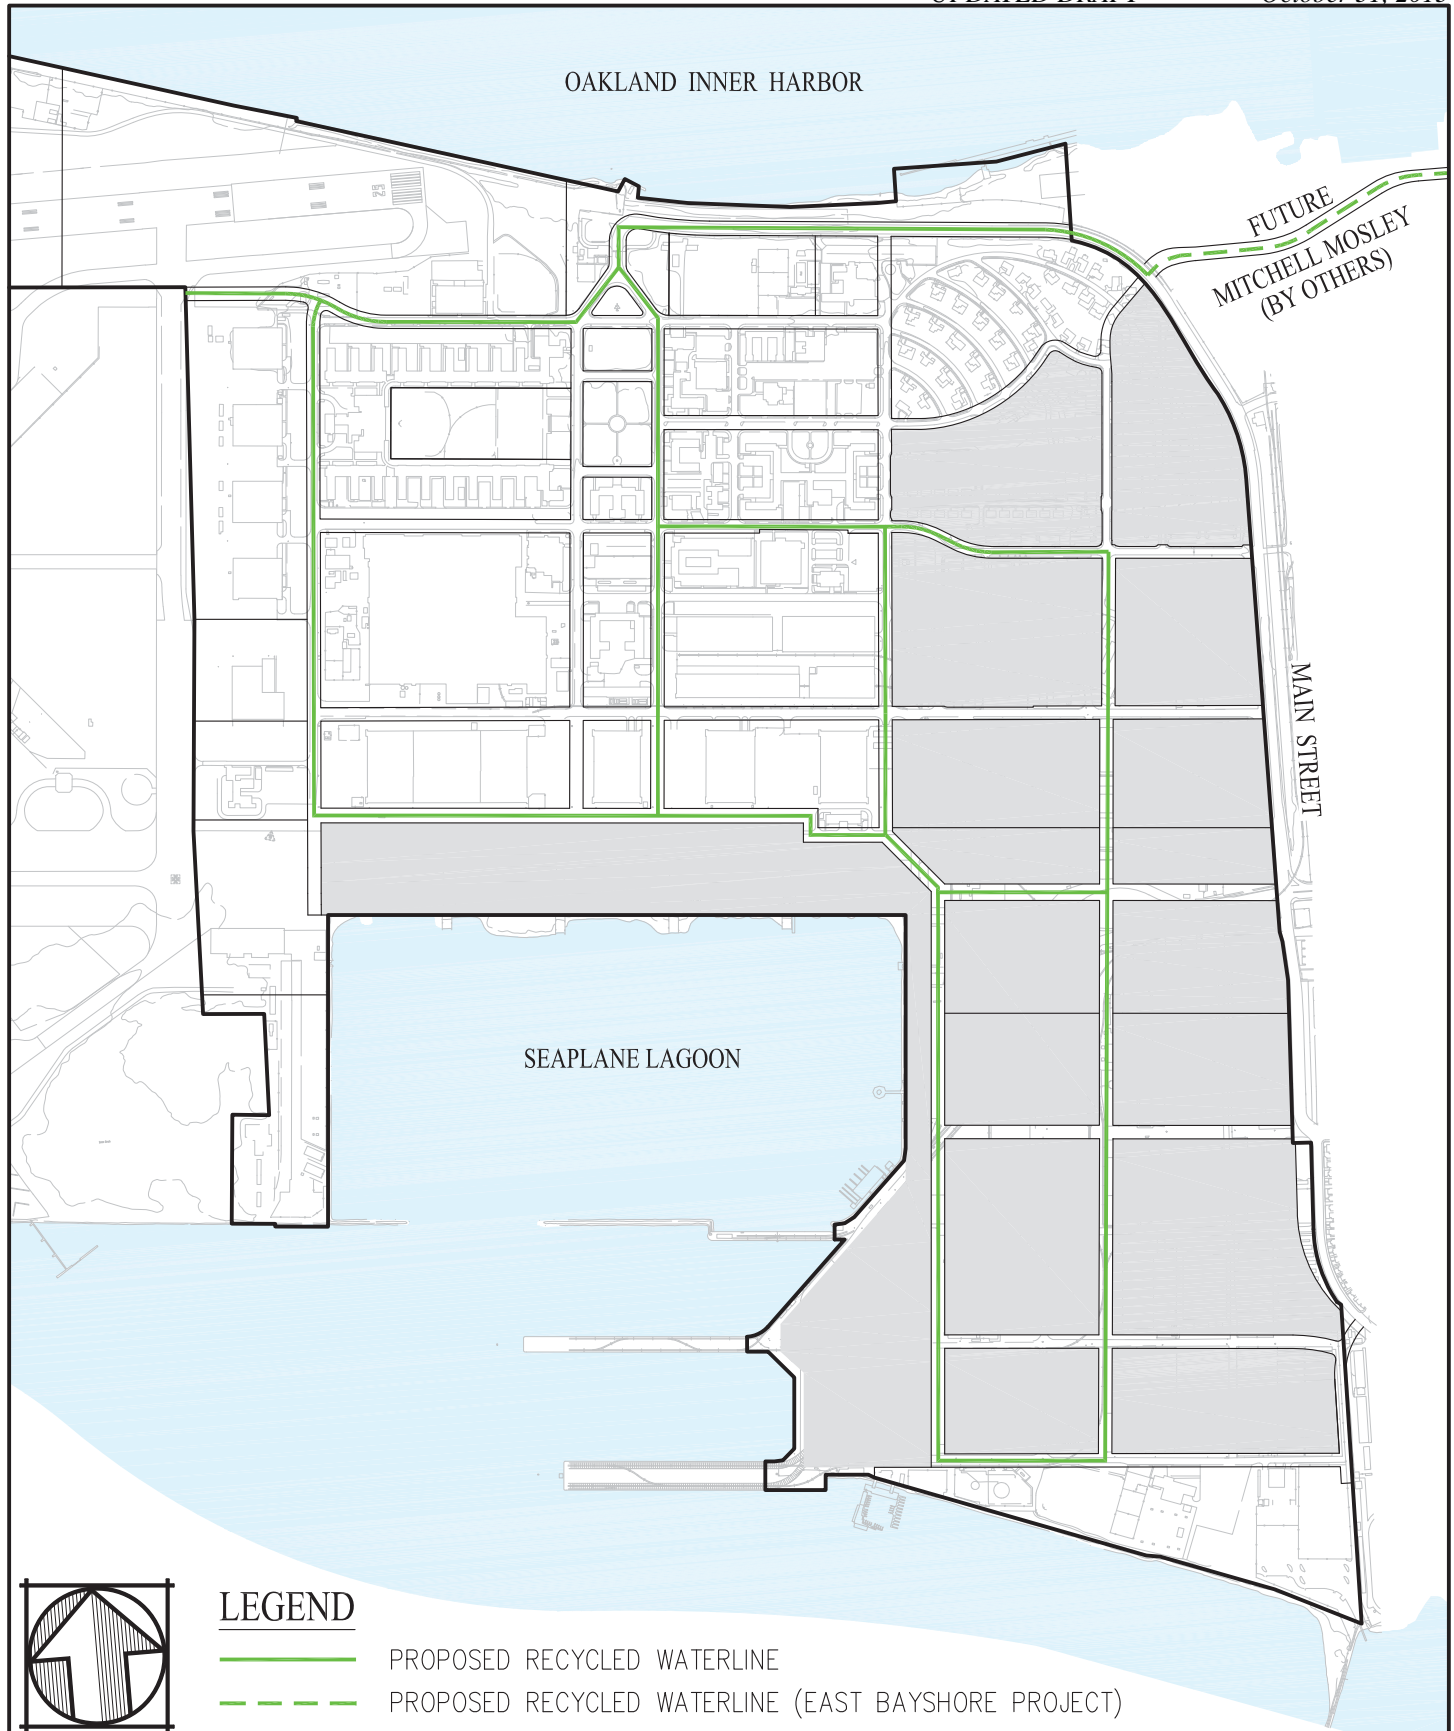 OAKLAND INNER HARBOR
FUTURE
MITCHELL MOSLEY
(BY OTHERS)
MAIN STREET
SEAPLANE LAGOON
LEGEND
PROPOSED RECYCLED WATERLINE
PROPOSED RECYCLED WATERLINE (EAST BAYSHORE PROJECT)